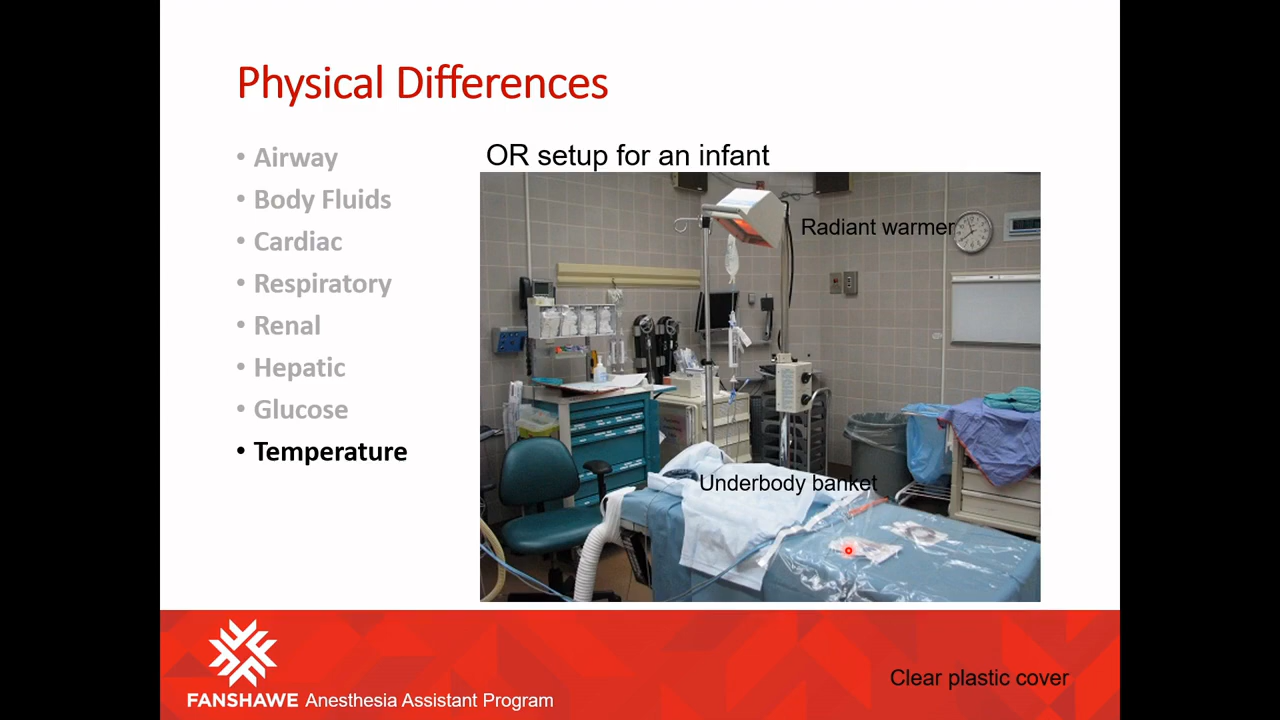 Physical Differences
• Airway
• Body Fluids
• Cardiac
• Respiratory
• Renal
• Hepatic
• Glucose
• Temperature
OR setup for an infant
Radiant warmer
Underbody banket
Clear plastic cover
FANSHAWE Anesthesia Assistant Program